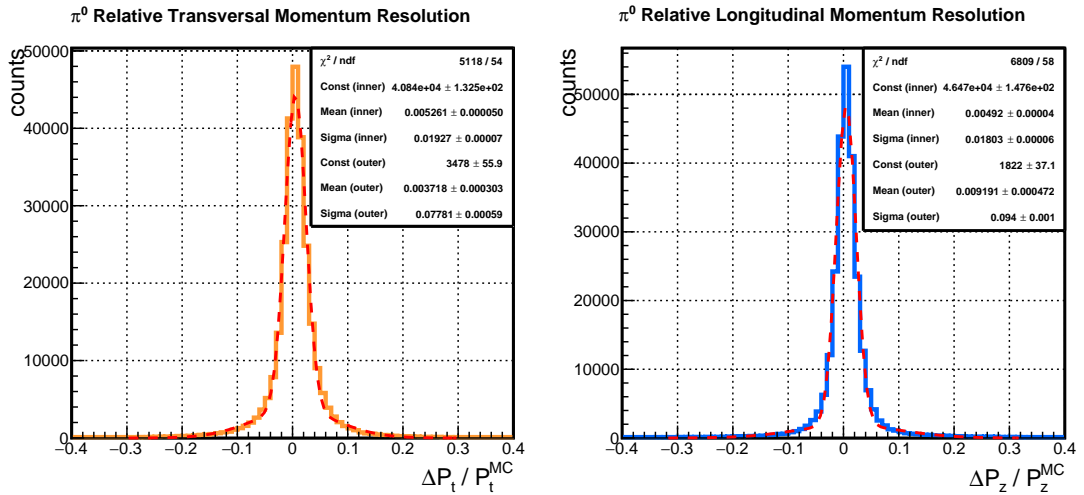 π⁰ Relative Transversal Momentum Resolution
counts
50000
40000
30000
20000
10000
0
−0.4 −0.3 −0.2 −0.1 0 0.1 0.2 0.3 0.4
ΔP_t / P_t^MC
χ² / ndf 5118 / 54
Const (inner) 4.084e+04 ± 1.325e+02
Mean (inner) 0.005261 ± 0.000050
Sigma (inner) 0.01927 ± 0.00007
Const (outer) 3478 ± 55.9
Mean (outer) 0.003718 ± 0.000303
Sigma (outer) 0.07781 ± 0.00059
π⁰ Relative Longitudinal Momentum Resolution
counts
50000
40000
30000
20000
10000
0
−0.4 −0.3 −0.2 −0.1 0 0.1 0.2 0.3 0.4
ΔP_z / P_z^MC
χ² / ndf 6809 / 58
Const (inner) 4.647e+04 ± 1.476e+02
Mean (inner) 0.00492 ± 0.00004
Sigma (inner) 0.01803 ± 0.00006
Const (outer) 1822 ± 37.1
Mean (outer) 0.009191 ± 0.000472
Sigma (outer) 0.094 ± 0.001